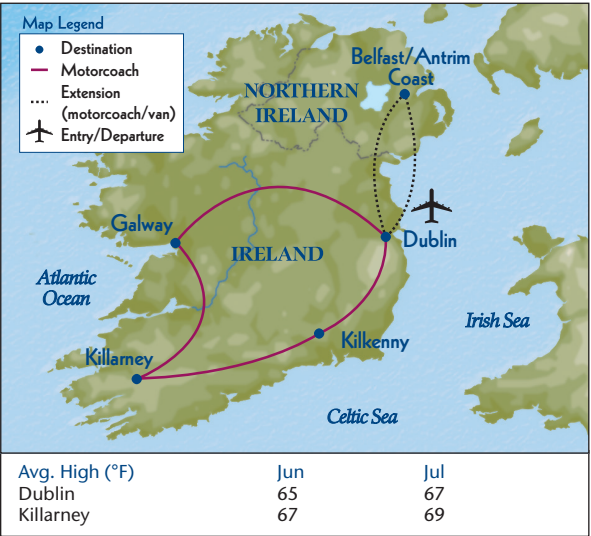 Map Legend
Destination
Motorcoach
Extension
(motorcoach/van)
Entry/Departure
Belfast/Antrim
Coast
NORTHERN
IRELAND
Galway
Dublin
IRELAND
Atlantic
Ocean
Irish Sea
Kilkenny
Killarney
Celtic Sea
Avg. High (°F) Jun Jul
Dublin 65 67
Killarney 67 69